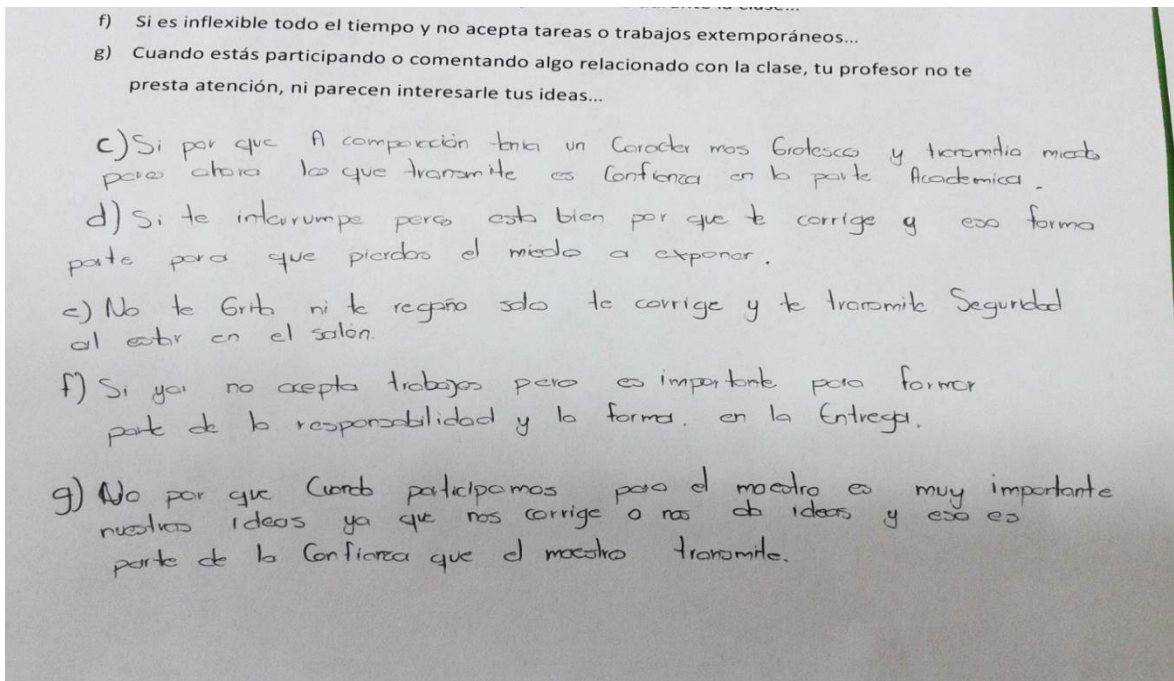 f) Si es inflexible todo el tiempo y no acepta tareas o trabajos extemporáneos...
g) Cuando estás participando o comentando algo relacionado con la clase, tu profesor no te
presta atención, ni parecen interesarle tus ideas...
c) Si por que A comparación tenia un Caracter mas Grotesco y miedo
pero ahora lo que transmite es Confianza en la parte Academica.
d) Si te interrumpe pero esta bien por que te corrige y eso forma
parte para que pierdas el miedo a exponer.
e) No te Grita ni te regaña solo te corrige y te transmite Seguridad
al estar en el salón.
f) Si ya no acepta trabajos pero es importante para formar
parte de la responsabilidad y la forma. en la Entrega.
g) No por que Cuando participamos para el maestro es muy importante
nuestras ideas ya que nos corrige o nos da ideas y eso es
parte de la Confianza que el maestro transmite.